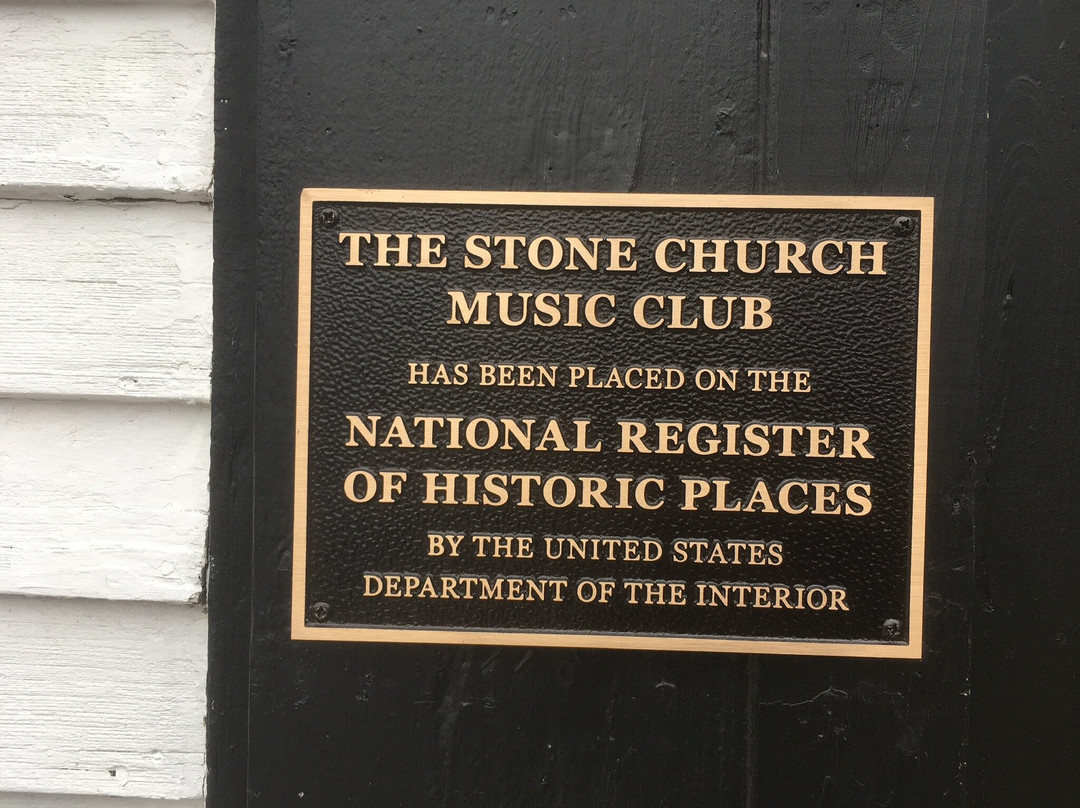 THE STONE CHURCH
MUSIC CLUB
HAS BEEN PLACED ON THE
NATIONAL REGISTER
OF HISTORIC PLACES
BY THE UNITED STATES
DEPARTMENT OF THE INTERIOR